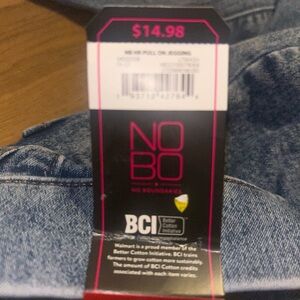 $14.98
NB HR PULL ON JEGGING
NO
BO
NO BOUNDARIES
BCI Better
Cotton
Initiative
Walmart is a proud member of the
Better Cotton Initiative. BCI trains
farmers to grow cotton more sustainably.
The amount of BCI Cotton credits
associated with each item varies.